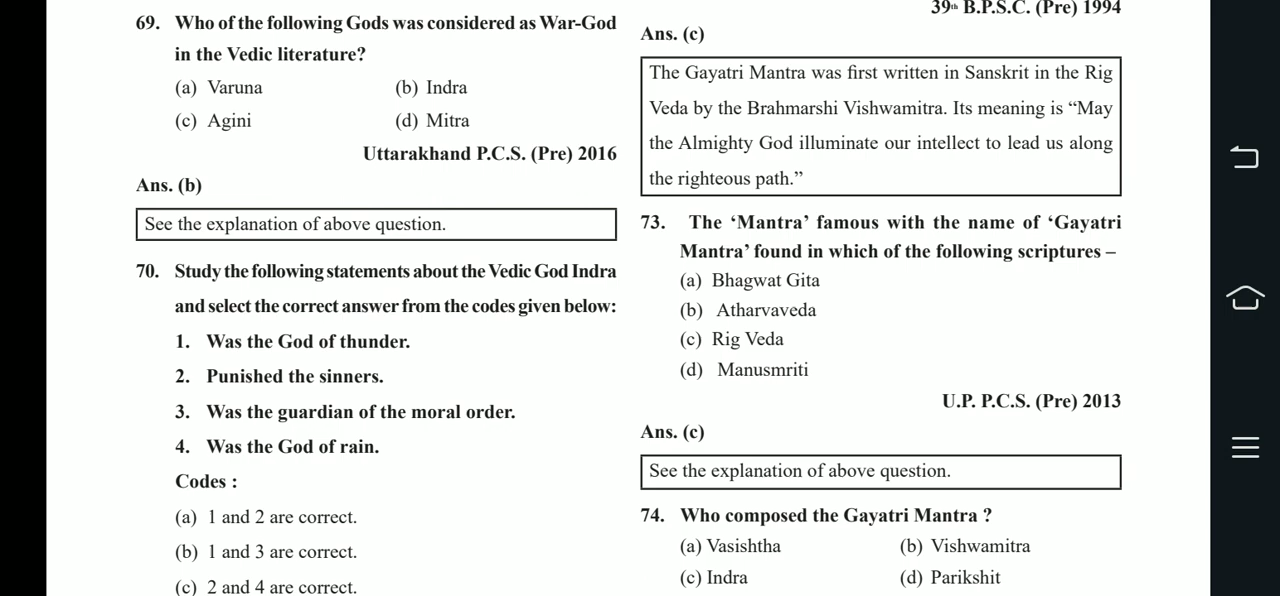 69. Who of the following Gods was considered as War-God
in the Vedic literature?
(a) Varuna (b) Indra
(c) Agini (d) Mitra
Uttarakhand P.C.S. (Pre) 2016
Ans. (b)
See the explanation of above question.
70. Study the following statements about the Vedic God Indra
and select the correct answer from the codes given below:
1. Was the God of thunder.
2. Punished the sinners.
3. Was the guardian of the moral order.
4. Was the God of rain.
Codes :
(a) 1 and 2 are correct.
(b) 1 and 3 are correct.
(c) 2 and 4 are correct.
39th B.P.S.C. (Pre) 1994
Ans. (c)
The Gayatri Mantra was first written in Sanskrit in the Rig
Veda by the Brahmarshi Vishwamitra. Its meaning is “May
the Almighty God illuminate our intellect to lead us along
the righteous path.”
73. The ‘Mantra’ famous with the name of ‘Gayatri
Mantra’ found in which of the following scriptures –
(a) Bhagwat Gita
(b) Atharvaveda
(c) Rig Veda
(d) Manusmriti
U.P. P.C.S. (Pre) 2013
Ans. (c)
See the explanation of above question.
74. Who composed the Gayatri Mantra ?
(a) Vasishtha (b) Vishwamitra
(c) Indra (d) Parikshit